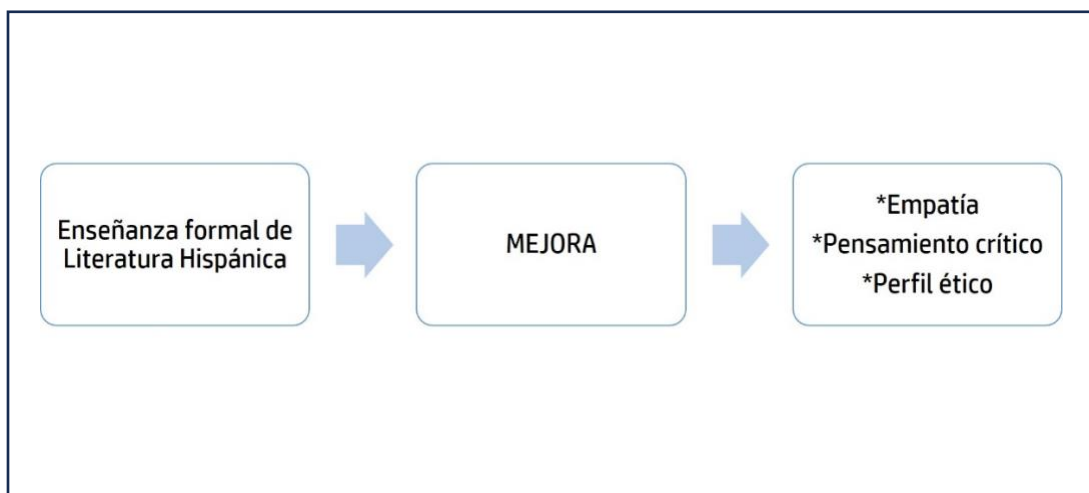 Enseñanza formal de
Literatura Hispánica
MEJORA
*Empatía
*Pensamiento crítico
*Perfil ético